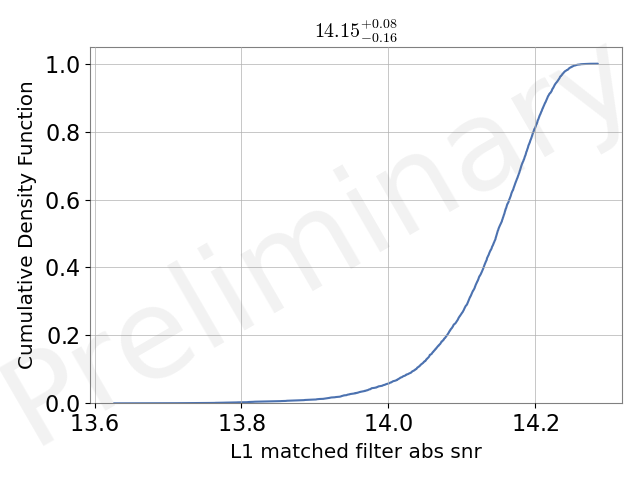 14.15+0.08−0.16
Cumulative Density Function
1.0
0.8
0.6
0.4
0.2
0.0
13.6 13.8 14.0 14.2
L1 matched filter abs snr
Preliminary